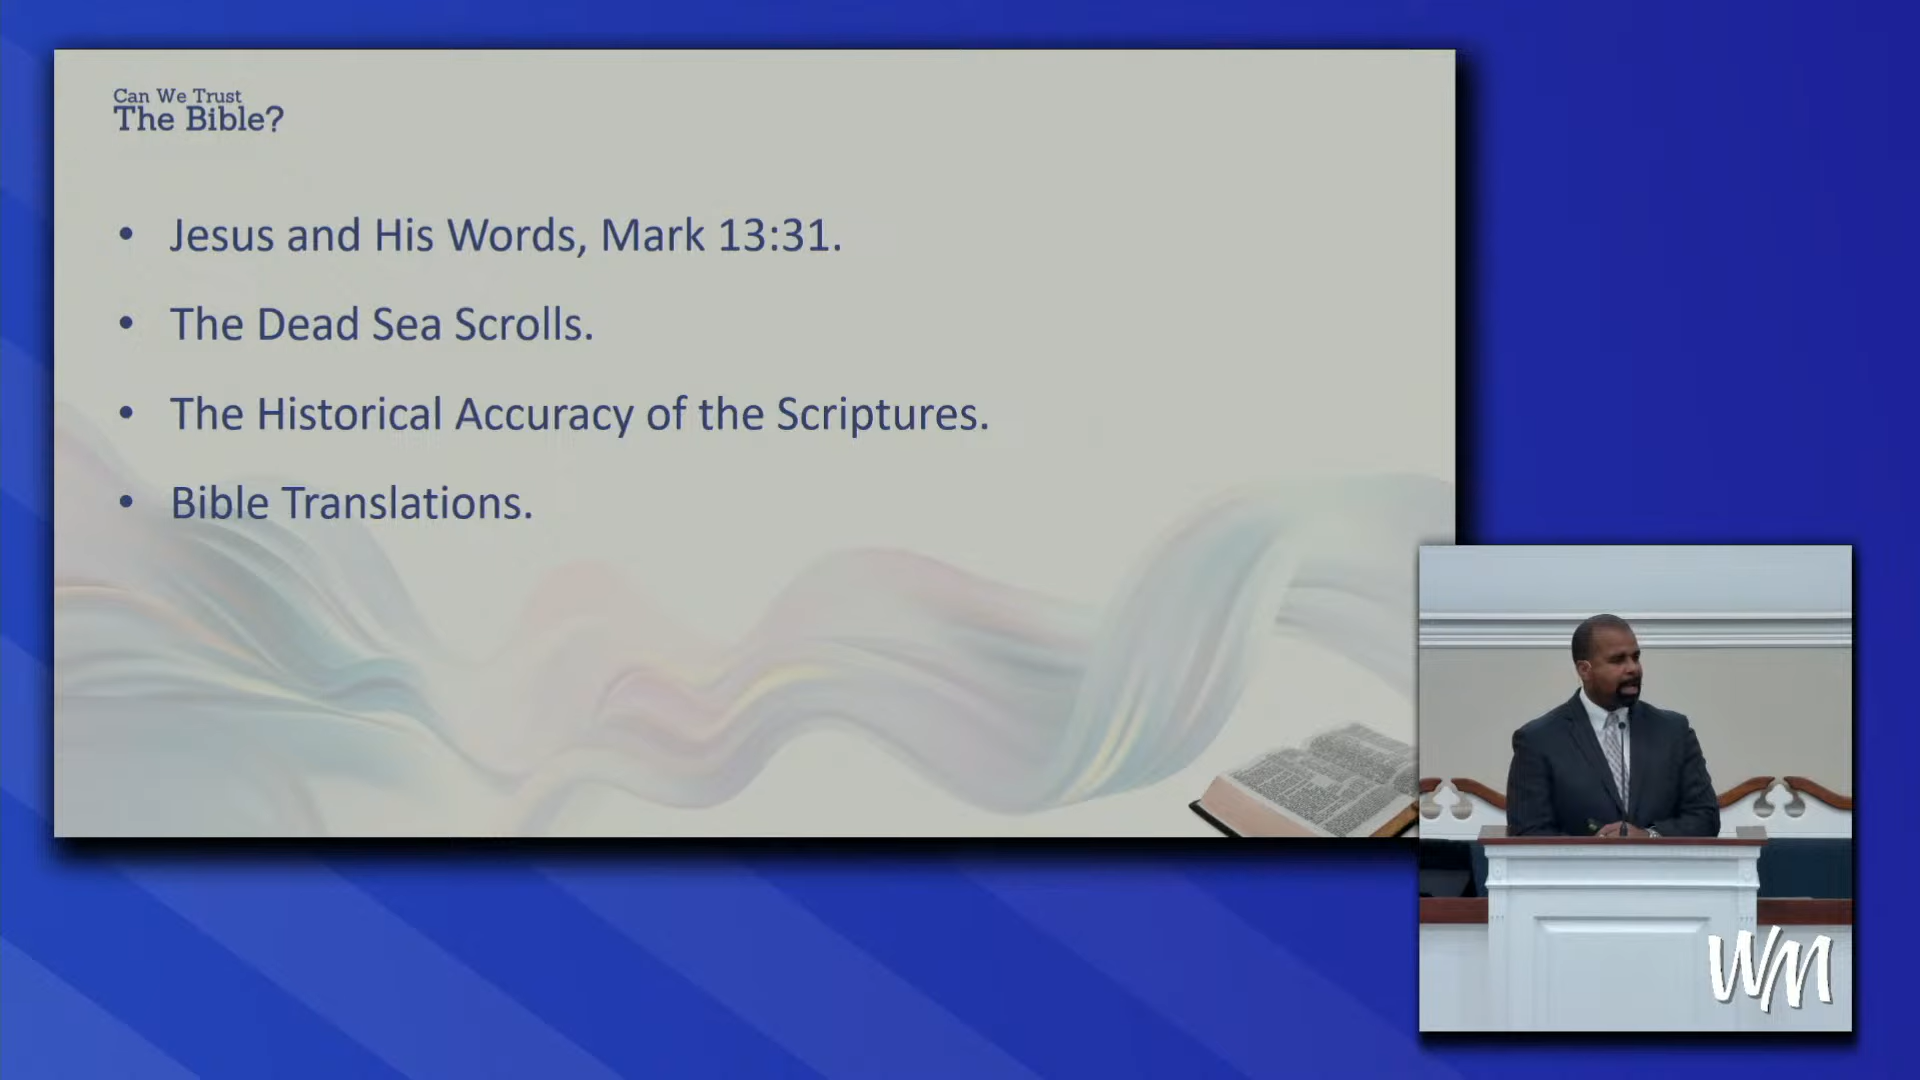 Can We Trust
The Bible?
• Jesus and His Words, Mark 13:31.
• The Dead Sea Scrolls.
• The Historical Accuracy of the Scriptures.
• Bible Translations.
WM